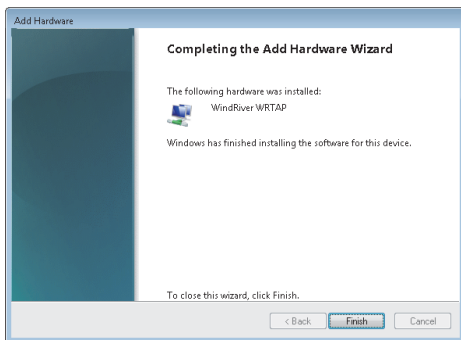 Add Hardware
Completing the Add Hardware Wizard
The following hardware was installed:
WindRiver WRTAP
Windows has finished installing the software for this device.
To close this wizard, click Finish.
< Back Finish Cancel